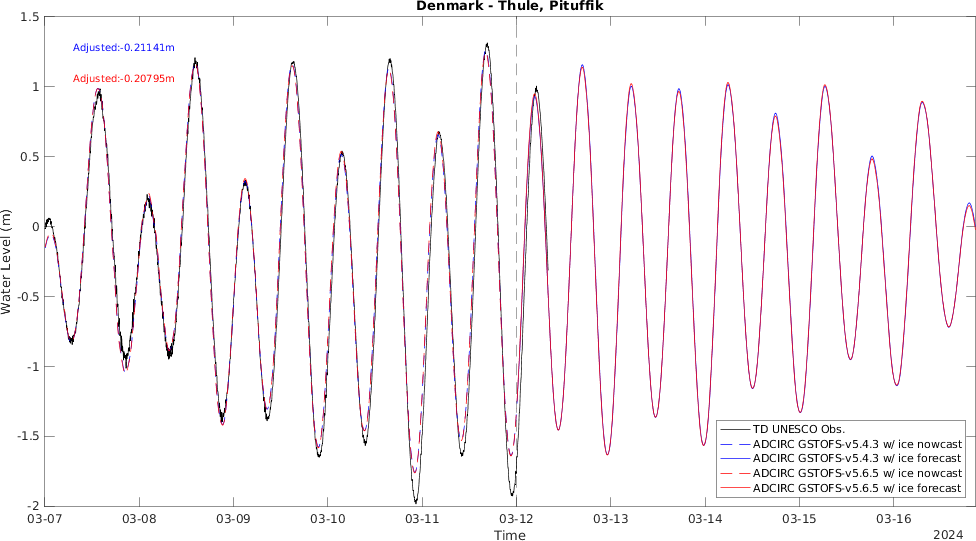 Denmark - Thule, Pituffik
1.5
Adjusted:-0.21141m
Adjusted:-0.20795m
1
0.5
0
-0.5
-1
-1.5
-2
Water Level (m)
TD UNESCO Obs.
ADCIRC GSTOFS-v5.4.3 w/ ice nowcast
ADCIRC GSTOFS-v5.4.3 w/ ice forecast
ADCIRC GSTOFS-v5.6.5 w/ ice nowcast
ADCIRC GSTOFS-v5.6.5 w/ ice forecast
03-07 03-08 03-09 03-10 03-11 03-12 03-13 03-14 03-15 03-16
Time
2024